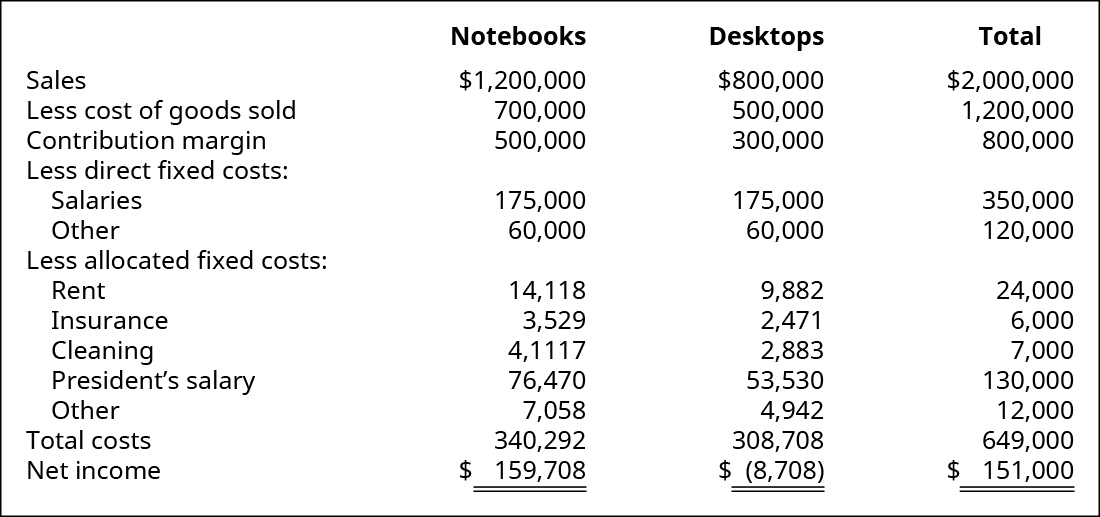 Notebooks Desktops Total
Sales $1,200,000 $800,000 $2,000,000
Less cost of goods sold 700,000 500,000 1,200,000
Contribution margin 500,000 300,000 800,000
Less direct fixed costs:
Salaries 175,000 175,000 350,000
Other 60,000 60,000 120,000
Less allocated fixed costs:
Rent 14,118 9,882 24,000
Insurance 3,529 2,471 6,000
Cleaning 4,1117 2,883 7,000
President’s salary 76,470 53,530 130,000
Other 7,058 4,942 12,000
Total costs 340,292 308,708 649,000
Net income $ 159,708 $ (8,708) $ 151,000